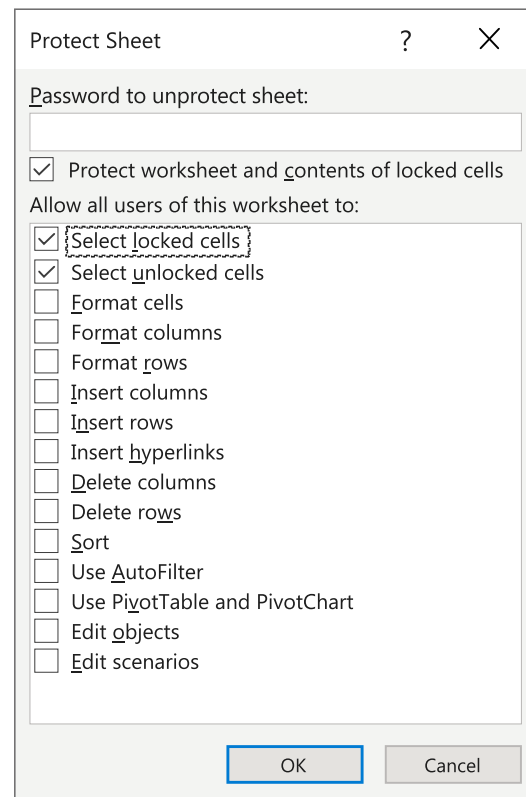 Protect Sheet ?
Password to unprotect sheet:
Protect worksheet and contents of locked cells
Allow all users of this worksheet to:
Select locked cells
Select unlocked cells
Format cells
Format columns
Format rows
Insert columns
Insert rows
Insert hyperlinks
Delete columns
Delete rows
Sort
Use AutoFilter
Use PivotTable and PivotChart
Edit objects
Edit scenarios
OK Cancel